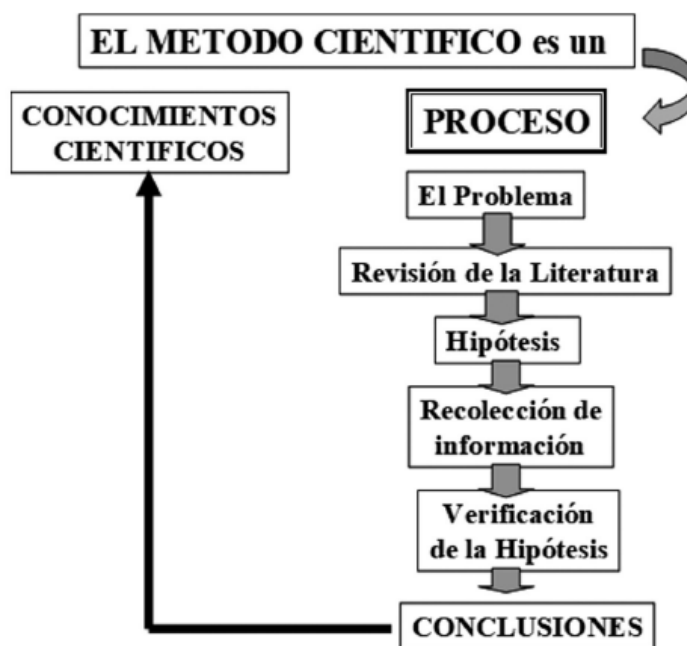 EL METODO CIENTIFICO es un
CONOCIMIENTOS
CIENTIFICOS
PROCESO
El Problema
Revisión de la Literatura
Hipótesis
Recolección de
información
Verificación
de la Hipótesis
CONCLUSIONES